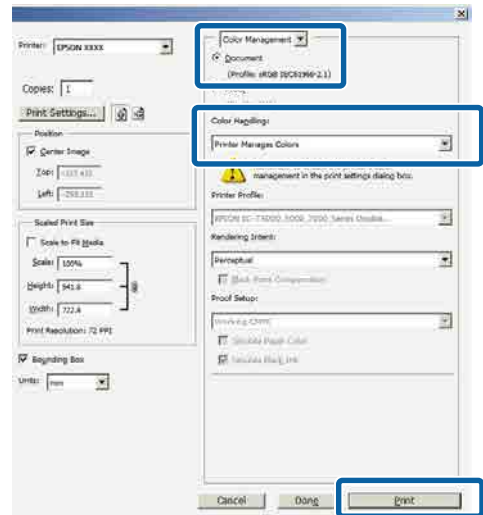 Printer: EPSON XXXX
Copies: 1
Print Settings...
Position
Center Image
Top:
Left:
Scaled Print Size
Scale to Fit Media
Scale: 100%
Height: 541.8
Width: 722.4
Print Resolution: 72 PPI
Bounding Box
Units: mm
Color Management
Document
(Profile: sRGB IEC61966-2.1)
Color Handling:
Printer Manages Colors
management in the print settings dialog box.
Printer Profile:
Rendering Intent:
Perceptual
Black Point Compensation
Proof Setup:
Working CMYK
Simulate Paper Color
Simulate Black Ink
Cancel
Done
Print